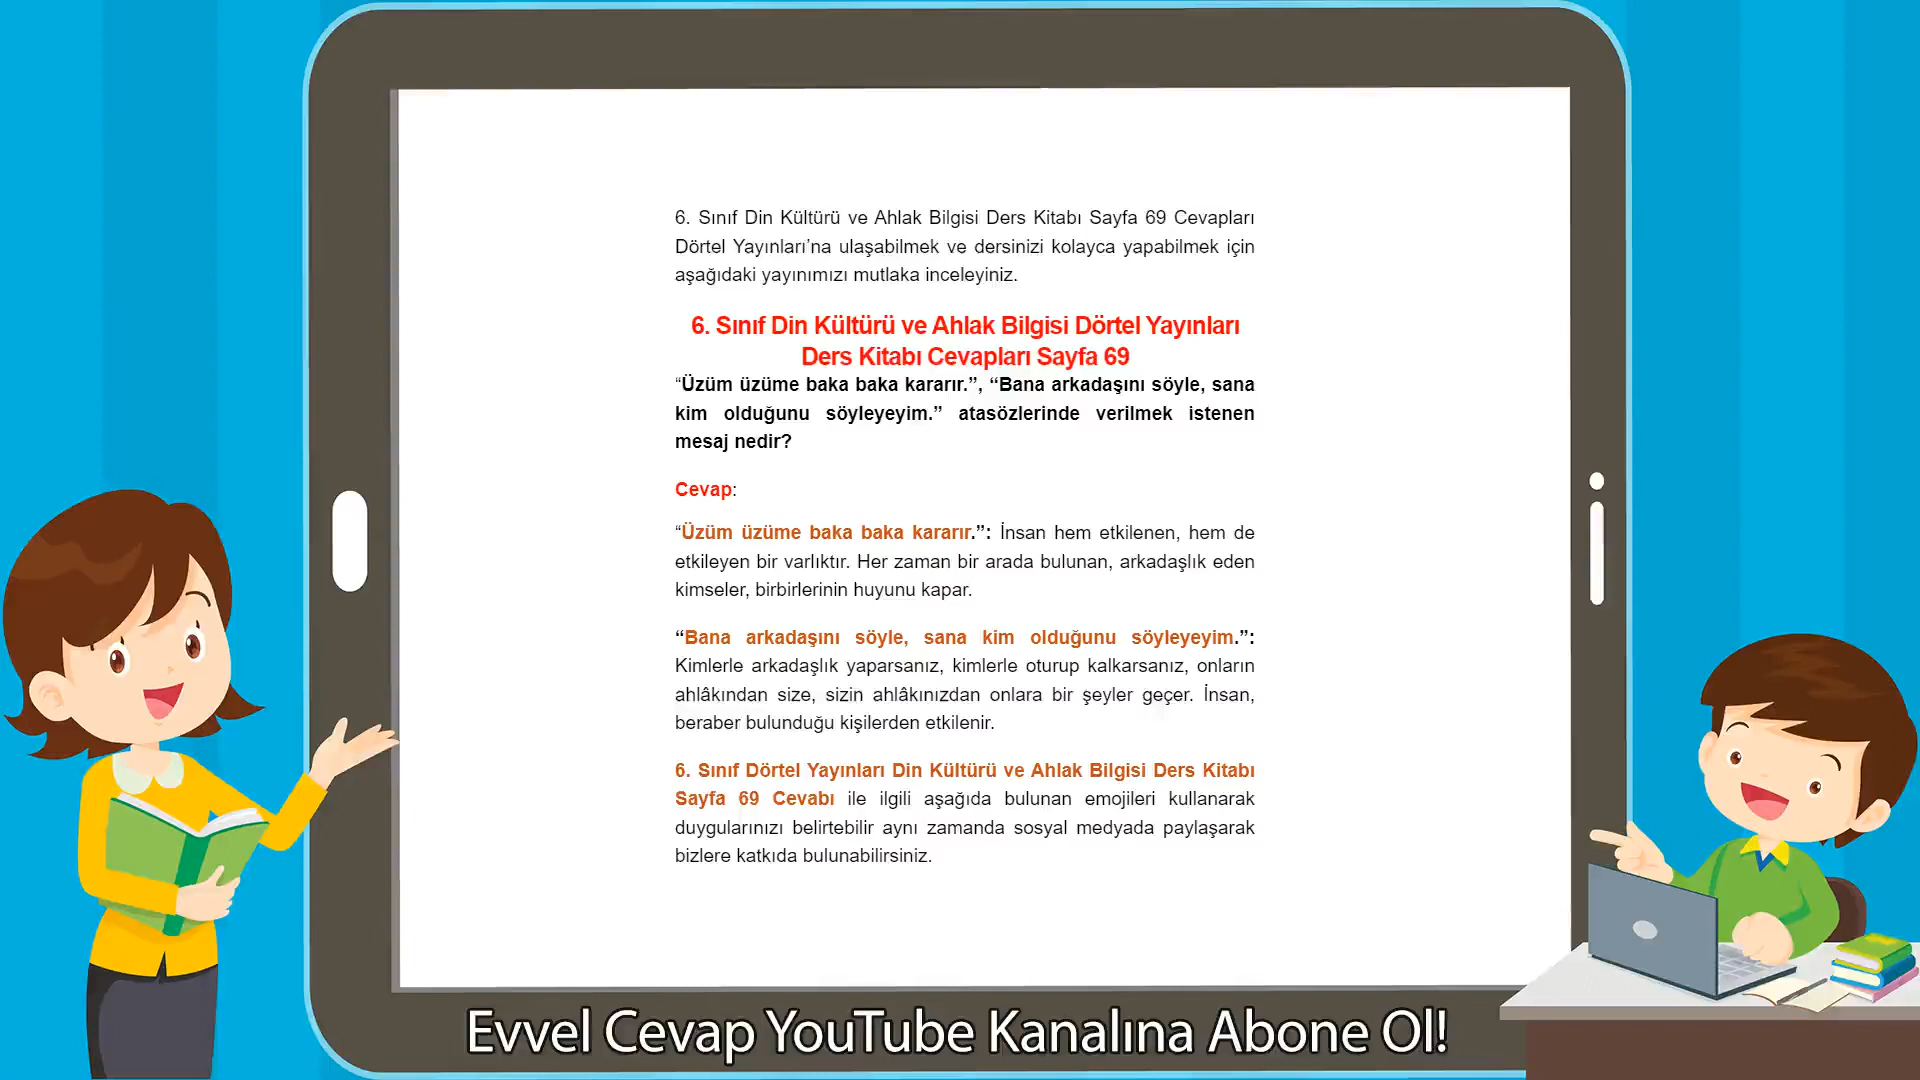 6. Sınıf Din Kültürü ve Ahlak Bilgisi Ders Kitabı Sayfa 69 Cevapları
Dörtel Yayınları’na ulaşabilmek ve dersinizi kolayca yapabilmek için
aşağıdaki yayınımızı mutlaka inceleyiniz.
6. Sınıf Din Kültürü ve Ahlak Bilgisi Dörtel Yayınları
Ders Kitabı Cevapları Sayfa 69
“Üzüm üzüme baka baka kararır.”, “Bana arkadaşını söyle, sana
kim olduğunu söyleyeyim.” atasözlerinde verilmek istenen
mesaj nedir?
Cevap:
“Üzüm üzüme baka baka kararır.”: İnsan hem etkilenen, hem de
etkileyen bir varlıktır. Her zaman bir arada bulunan, arkadaşlık eden
kimseler, birbirlerinin huyunu kapar.
“Bana arkadaşını söyle, sana kim olduğunu söyleyeyim.”:
Kimlerle arkadaşlık yaparsanız, kimlerle oturup kalkarsanız, onların
ahlâkından size, sizin ahlâkınızdan onlara bir şeyler geçer. İnsan,
beraber bulunduğu kişilerden etkilenir.
6. Sınıf Dörtel Yayınları Din Kültürü ve Ahlak Bilgisi Ders Kitabı
Sayfa 69 Cevabı ile ilgili aşağıda bulunan emojileri kullanarak
duygularınızı belirtebilir aynı zamanda sosyal medyada paylaşarak
bizlere katkıda bulunabilirsiniz.
Evvel Cevap YouTube Kanalına Abone Ol!